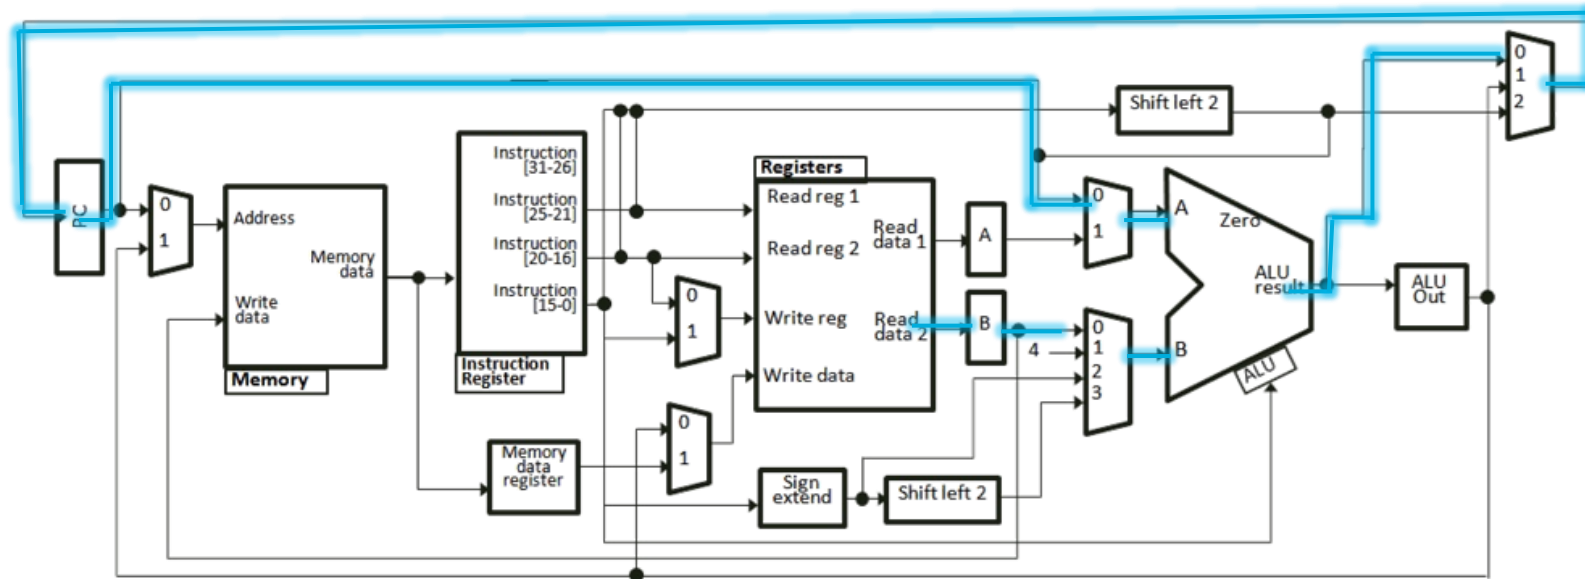 0
1
2
Shift left 2
PC
0
1
Address
Memory
data
Write
data
Memory
Instruction
[31-26]
Instruction
[25-21]
Instruction
[20-16]
Instruction
[15-0]
Instruction
Register
0
1
Memory
data
register
0
1
Registers
Read reg 1
Read
data 1
Read reg 2
Write reg
Read
data 2
Write data
A
B
Sign
extend
Shift left 2
0
1
4
0
1
2
3
A
Zero
ALU
result
B
ALU
ALU
Out